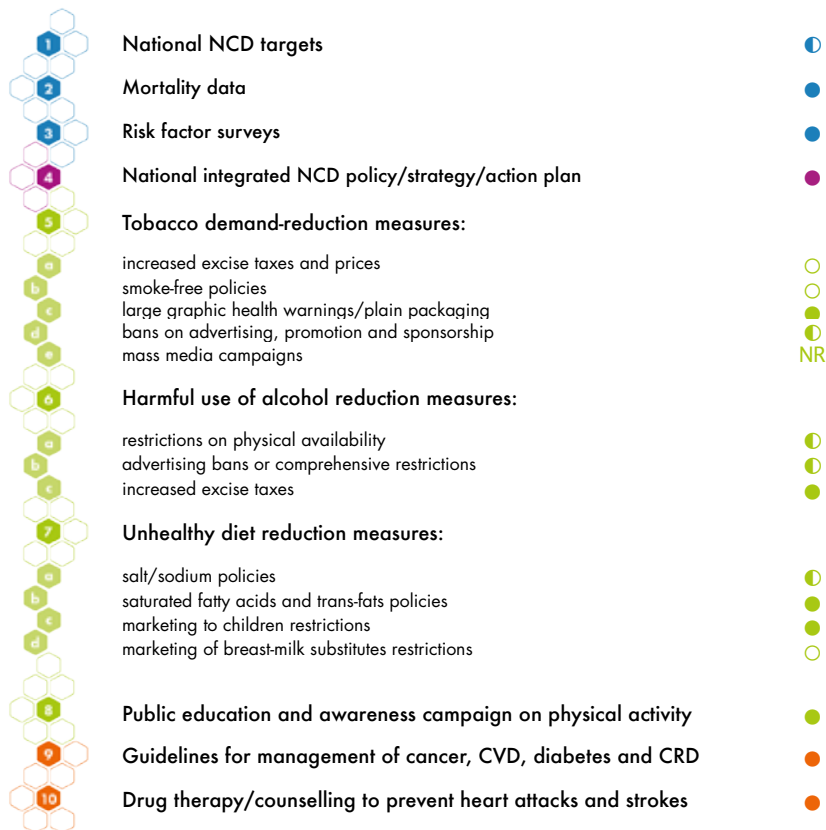 1 National NCD targets ◐
2 Mortality data ●
3 Risk factor surveys ●
4 National integrated NCD policy/strategy/action plan ●
5 Tobacco demand-reduction measures:
a increased excise taxes and prices ○
b smoke-free policies ○
c large graphic health warnings/plain packaging ●
d bans on advertising, promotion and sponsorship ◐
e mass media campaigns NR
6 Harmful use of alcohol reduction measures:
a restrictions on physical availability ◐
b advertising bans or comprehensive restrictions ◐
c increased excise taxes ●
7 Unhealthy diet reduction measures:
a salt/sodium policies ◐
b saturated fatty acids and trans-fats policies ●
c marketing to children restrictions ●
d marketing of breast-milk substitutes restrictions ○
8 Public education and awareness campaign on physical activity ●
9 Guidelines for management of cancer, CVD, diabetes and CRD ●
10 Drug therapy/counselling to prevent heart attacks and strokes ●